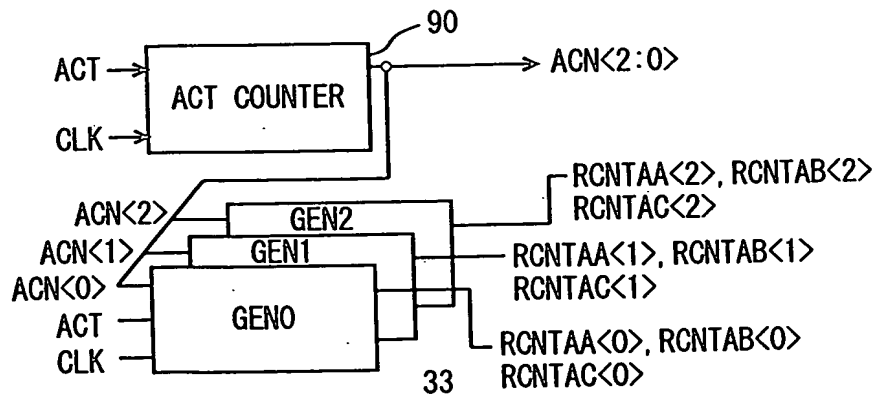 90
ACT
ACT COUNTER
ACN<2:0>
CLK
RCNTAA<2>, RCNTAB<2>
RCNTAC<2>
ACN<2>
GEN2
ACN<1>
GEN1
RCNTAA<1>, RCNTAB<1>
RCNTAC<1>
ACN<0>
ACT
GEN0
CLK
RCNTAA<0>, RCNTAB<0>
RCNTAC<0>
33